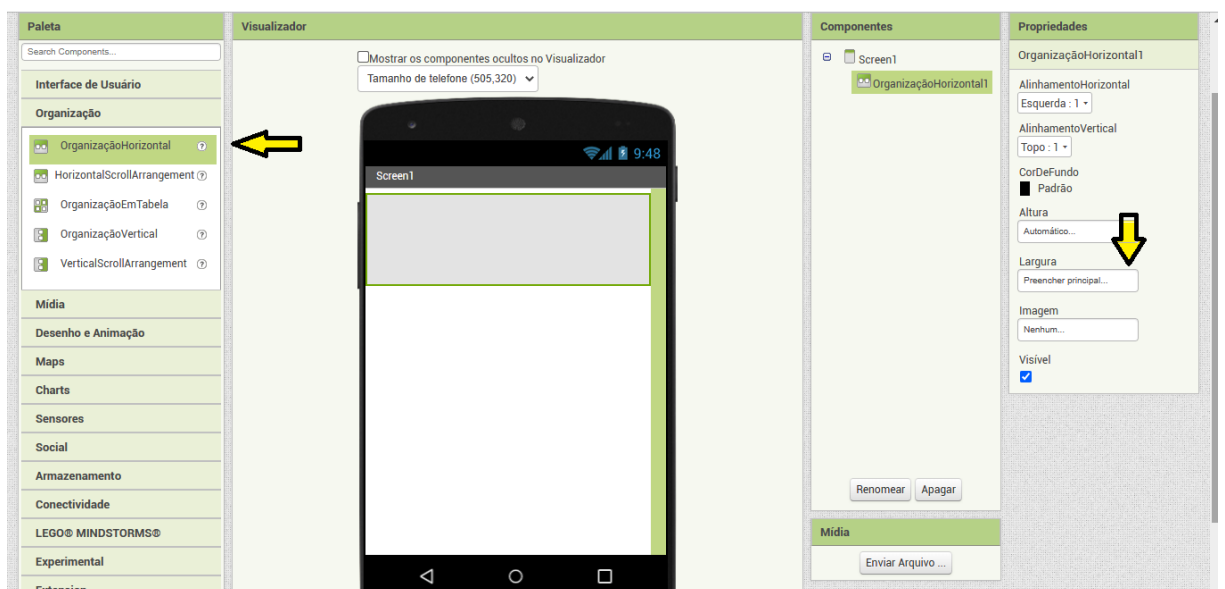 Paleta
Search Components...
Interface de Usuário
Organização
OrganizaçãoHorizontal
HorizontalScrollArrangement
OrganizaçãoEmTabela
OrganizaçãoVertical
VerticalScrollArrangement
Mídia
Desenho e Animação
Maps
Charts
Sensores
Social
Armazenamento
Conectividade
LEGO® MINDSTORMS®
Experimental
Extension
Visualizador
Mostrar os componentes ocultos no Visualizador
Tamanho de telefone (505,320)
9:48
Screen1
Componentes
Screen1
OrganizaçãoHorizontal1
Renomear Apagar
Mídia
Enviar Arquivo ...
Propriedades
OrganizaçãoHorizontal1
AlinhamentoHorizontal
Esquerda : 1
AlinhamentoVertical
Topo : 1
CorDeFundo
Padrão
Altura
Automático...
Largura
Preencher principal...
Imagem
Nenhum...
Visível